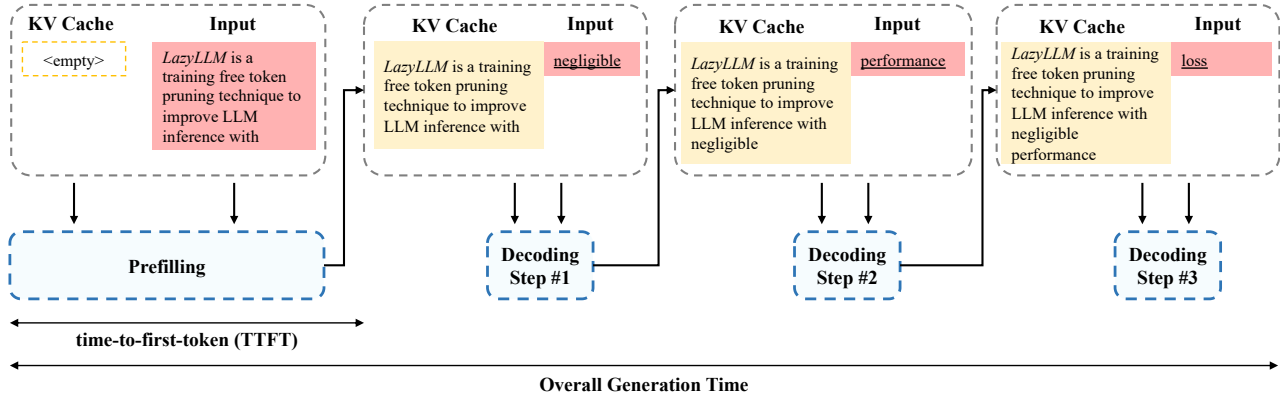 KV Cache
Input
<empty>
LazyLLM is a
training free token
pruning technique to
improve LLM
inference with
KV Cache
Input
LazyLLM is a training
free token pruning
technique to improve
LLM inference with
negligible
KV Cache
Input
LazyLLM is a training
free token pruning
technique to improve
LLM inference with
negligible
performance
KV Cache
Input
LazyLLM is a training
free token pruning
technique to improve
LLM inference with
negligible
performance
loss
Prefilling
Decoding
Step #1
Decoding
Step #2
Decoding
Step #3
time-to-first-token (TTFT)
Overall Generation Time